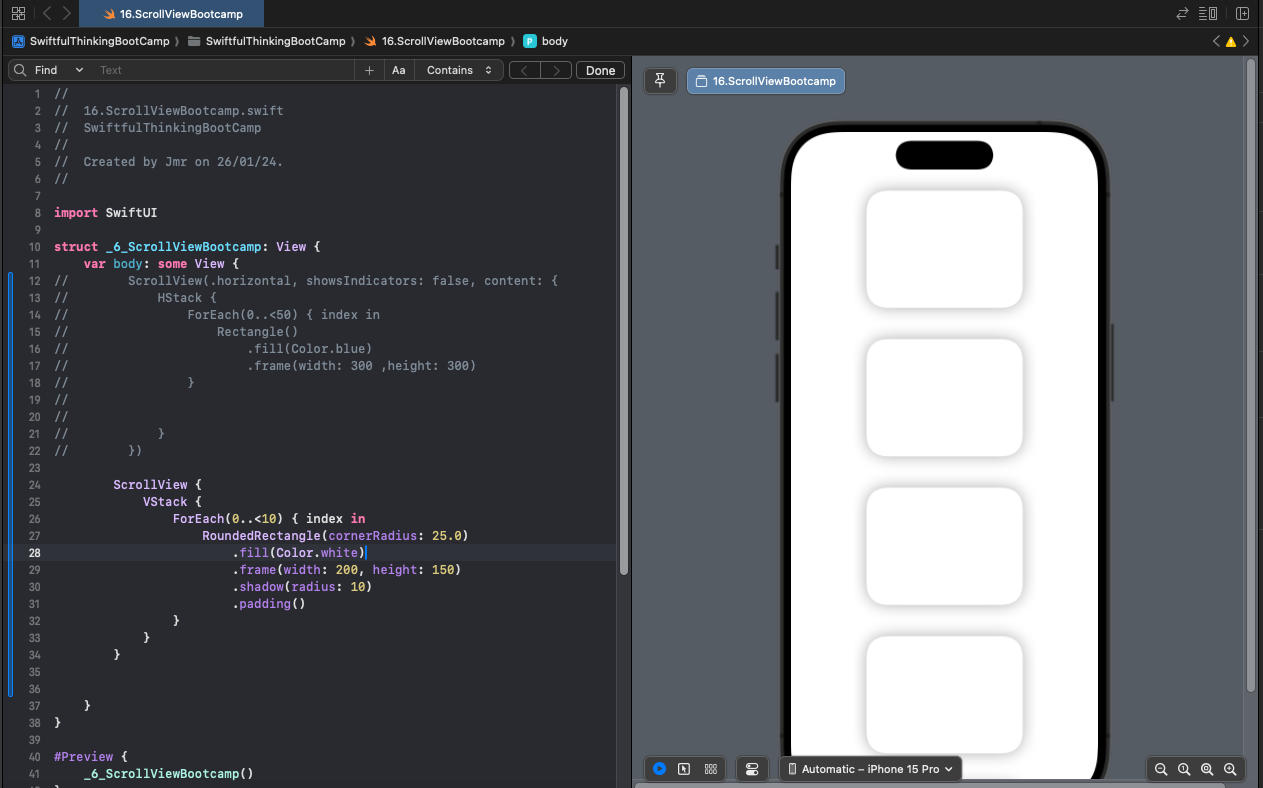 16.ScrollViewBootcamp
SwiftfulThinkingBootCamp 〉 SwiftfulThinkingBootCamp 〉 16.ScrollViewBootcamp 〉 P body
Find Text + Aa Contains Done
1 //
2 //  16.ScrollViewBootcamp.swift
3 //  SwiftfulThinkingBootCamp
4 //
5 //  Created by Jmr on 26/01/24.
6 //
7
8 import SwiftUI
9
10 struct _6_ScrollViewBootcamp: View {
11     var body: some View {
12 //        ScrollView(.horizontal, showsIndicators: false, content: {
13 //            HStack {
14 //                ForEach(0..<50) { index in
15 //                    Rectangle()
16 //                        .fill(Color.blue)
17 //                        .frame(width: 300 ,height: 300)
18 //                }
19 //
20 //
21 //            }
22 //        })
23
24         ScrollView {
25             VStack {
26                 ForEach(0..<10) { index in
27                     RoundedRectangle(cornerRadius: 25.0)
28                         .fill(Color.white)
29                         .frame(width: 200, height: 150)
30                         .shadow(radius: 10)
31                         .padding()
32                 }
33             }
34         }
35
36
37     }
38 }
39
40 #Preview {
41     _6_ScrollViewBootcamp()
16.ScrollViewBootcamp
Automatic – iPhone 15 Pro